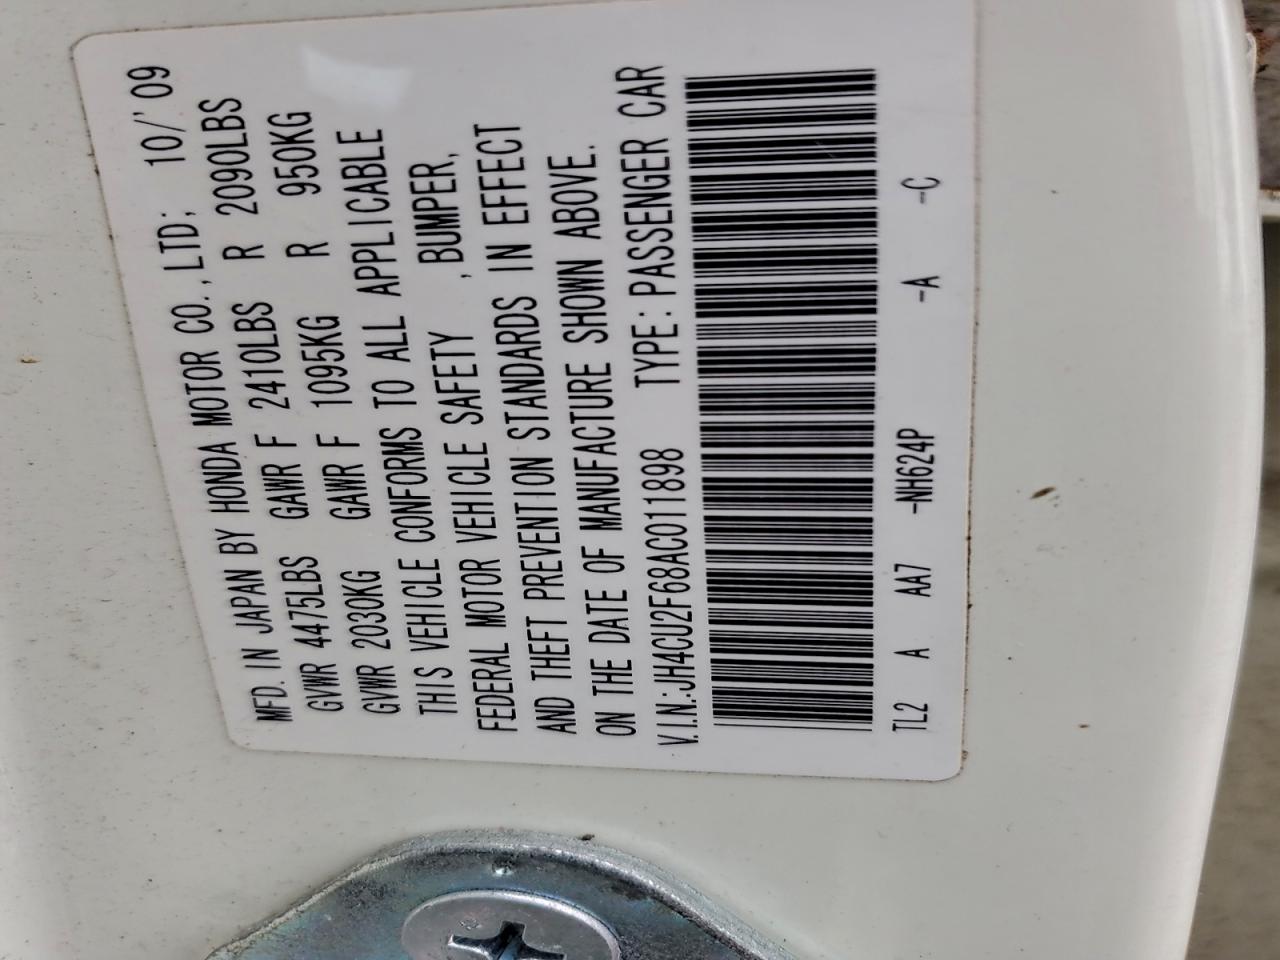 MFD. IN JAPAN BY HONDA MOTOR CO., LTD; 10/'09
GVWR 4475LBS GAWR F 2410LBS R 2090LBS
GVWR 2030KG GAWR F 1095KG R 950KG
THIS VEHICLE CONFORMS TO ALL APPLICABLE
FEDERAL MOTOR VEHICLE SAFETY , BUMPER,
AND THEFT PREVENTION STANDARDS IN EFFECT
ON THE DATE OF MANUFACTURE SHOWN ABOVE.
V.I.N.:JH4CU2F68AC011898 TYPE: PASSENGER CAR
TL2 A AA7 -NH624P -A -C